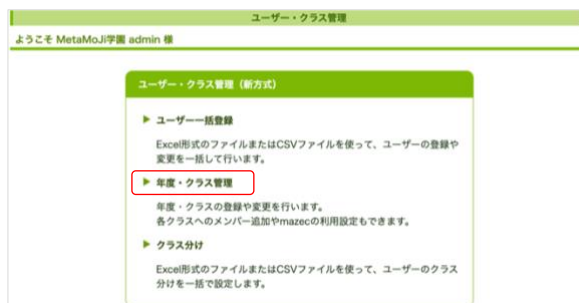 ユーザー・クラス管理
ようこそ MetaMoJi学園 admin 様
ユーザー・クラス管理（新方式）
▶ ユーザー一括登録
Excel形式のファイルまたはCSVファイルを使って、ユーザーの登録や
変更を一括して行います。
▶ 年度・クラス管理
年度・クラスの登録や変更を行います。
各クラスへのメンバー追加やmazecの利用設定もできます。
▶ クラス分け
Excel形式のファイルまたはCSVファイルを使って、ユーザーのクラス
分けを一括で設定します。